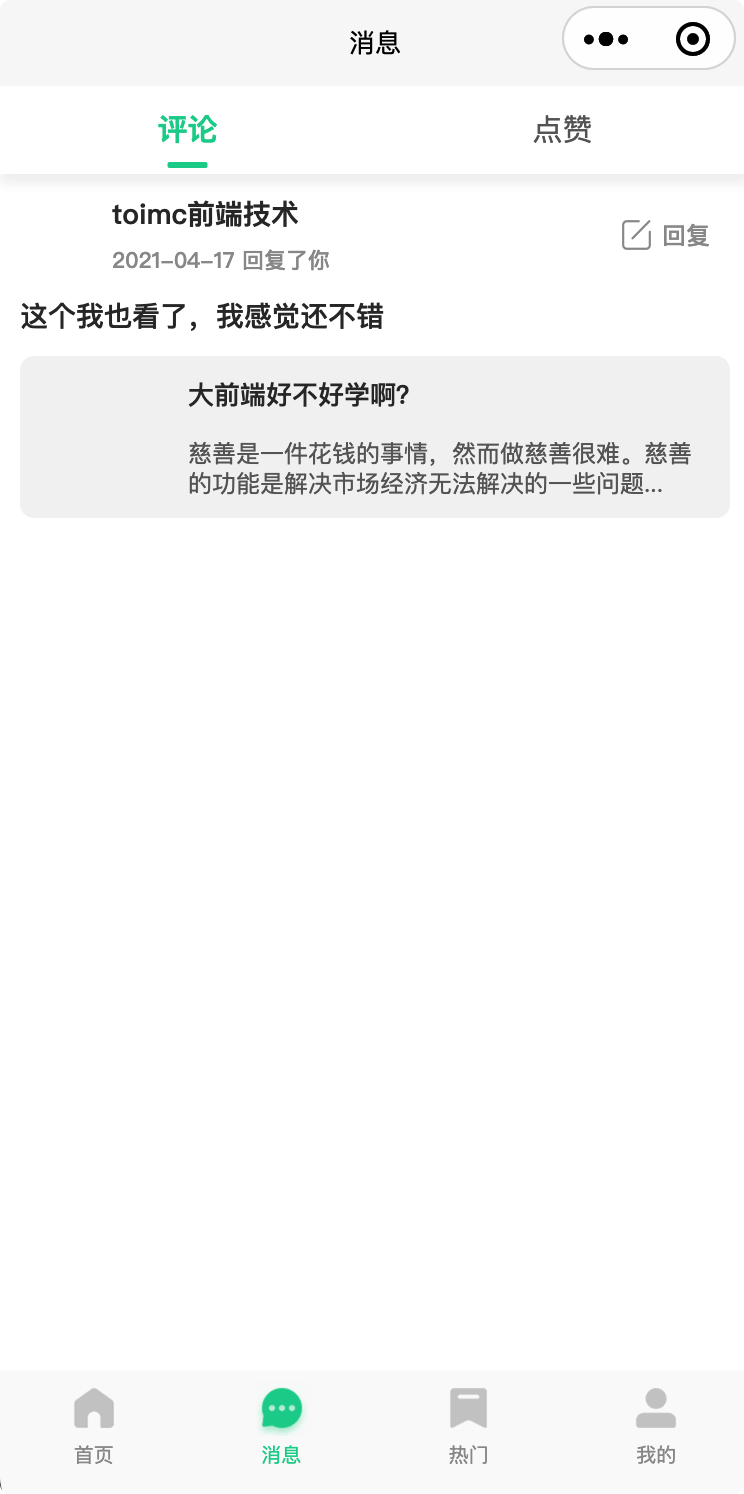 消息
评论
点赞
toimc前端技术
2021-04-17 回复了你
回复
这个我也看了，我感觉还不错
大前端好不好学啊?
慈善是一件花钱的事情，然而做慈善很难。慈善
的功能是解决市场经济无法解决的一些问题...
首页
消息
热门
我的